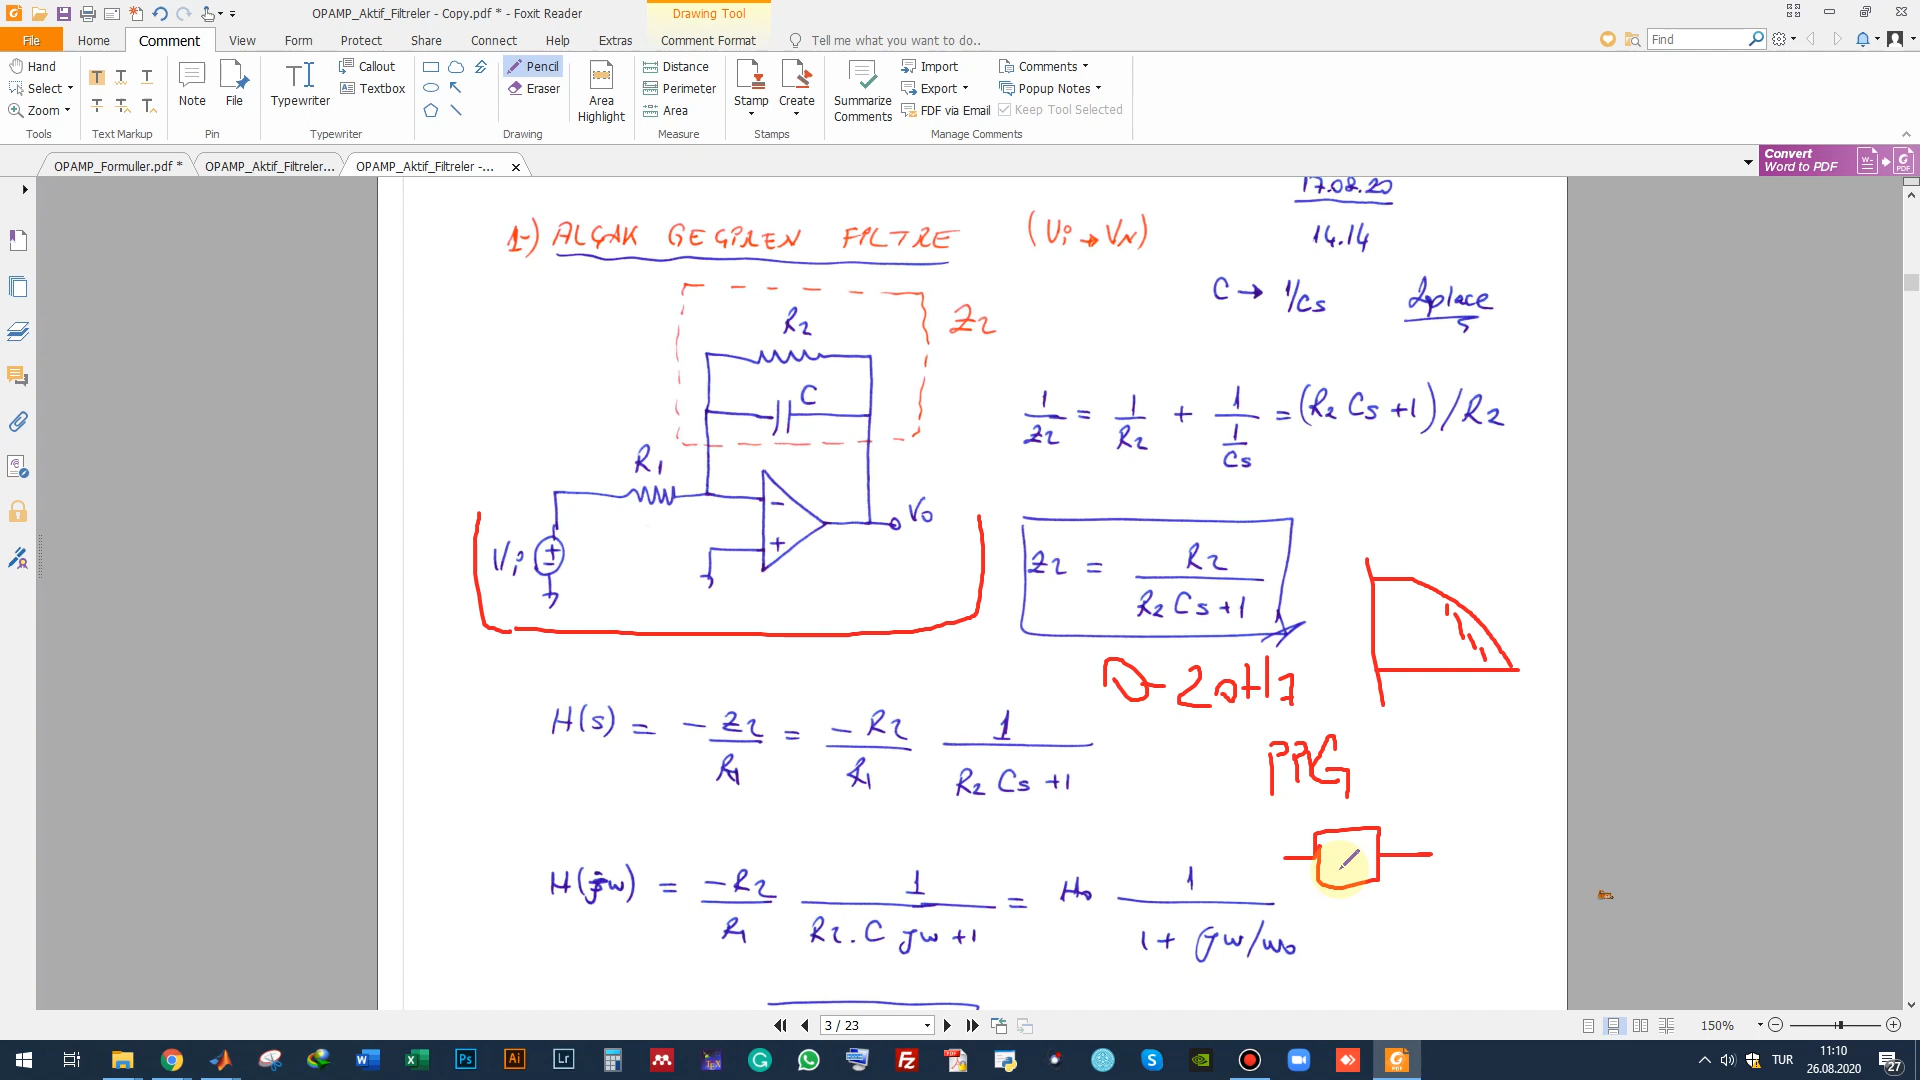 OPAMP_Aktif_Filtreler - Copy.pdf * - Foxit Reader
Drawing Tool
File Home Comment View Form Protect Share Connect Help Extras Comment Format Tell me what you want to do.. Find
Hand
Select
Zoom
Tools
Text Markup
Note
File
Pin
Typewriter
Callout
Textbox
Typewriter
Pencil
Eraser
Drawing
Area
Highlight
Distance
Perimeter
Area
Measure
Stamp
Create
Stamps
Summarize
Comments
Import
Export
FDF via Email
Comments
Popup Notes
Keep Tool Selected
Manage Comments
OPAMP_Formuller.pdf *
OPAMP_Aktif_Filtreler...
OPAMP_Aktif_Filtreler -...
Convert
Word to PDF
17.08.20
14.14
1-) ALÇAK GEÇİREN FİLTRE (Vi → VN)
C → 1/Cs Laplace
Z2
R2
C
R1
Vi
+
-
-
+
Vo
1/Z2 = 1/R2 + 1/(1/Cs) = (R2 Cs +1) / R2
Z2 = R2/(R2 Cs + 1)
0-20Hz
PPG
H(s) = -Z2/R1 = -R2/R1 1/(R2 Cs +1)
H(jw) = -R2/R1 1/(R2. C jw +1) = Ho 1/(1 + jw/wo)
3 / 23
150%
TUR
11:10
26.08.2020
27